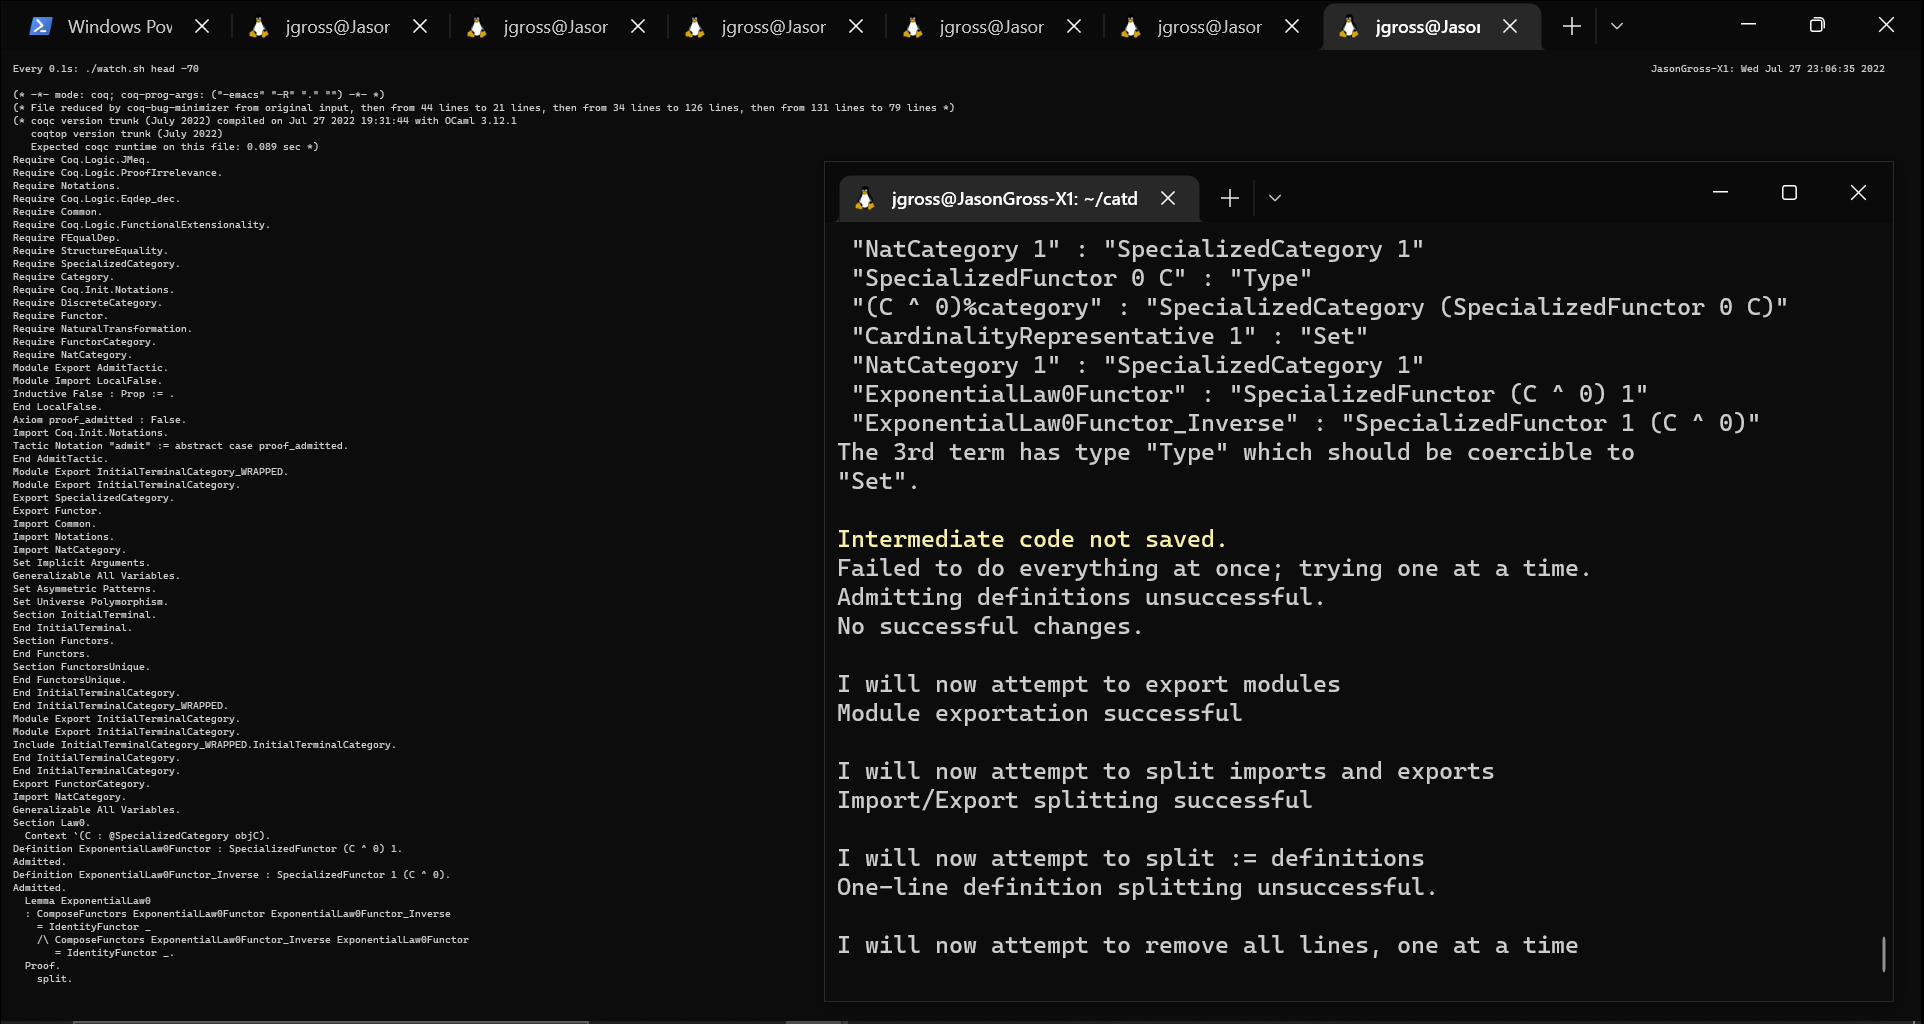 Windows Pow
jgross@Jasor
jgross@Jasor
jgross@Jasor
jgross@Jasor
jgross@Jasor
jgross@Jasor
Every 0.1s: ./watch.sh head -70
JasonGross-X1: Wed Jul 27 23:06:35 2022
(* -*- mode: coq; coq-prog-args: ("-emacs" "-R" "." "") -*- *)
(* File reduced by coq-bug-minimizer from original input, then from 44 lines to 21 lines, then from 34 lines to 126 lines, then from 131 lines to 79 lines *)
(* coqc version trunk (July 2022) compiled on Jul 27 2022 19:31:44 with OCaml 3.12.1
   coqtop version trunk (July 2022)
   Expected coqc runtime on this file: 0.089 sec *)
Require Coq.Logic.JMeq.
Require Coq.Logic.ProofIrrelevance.
Require Notations.
Require Coq.Logic.Eqdep_dec.
Require Common.
Require Coq.Logic.FunctionalExtensionality.
Require FEqualDep.
Require StructureEquality.
Require SpecializedCategory.
Require Category.
Require Coq.Init.Notations.
Require DiscreteCategory.
Require Functor.
Require NaturalTransformation.
Require FunctorCategory.
Require NatCategory.
Module Export AdmitTactic.
Module Import LocalFalse.
Inductive False : Prop := .
End LocalFalse.
Axiom proof_admitted : False.
Import Coq.Init.Notations.
Tactic Notation "admit" := abstract case proof_admitted.
End AdmitTactic.
Module Export InitialTerminalCategory_WRAPPED.
Module Export InitialTerminalCategory.
Export SpecializedCategory.
Export Functor.
Import Common.
Import Notations.
Import NatCategory.
Set Implicit Arguments.
Generalizable All Variables.
Set Asymmetric Patterns.
Set Universe Polymorphism.
Section InitialTerminal.
End InitialTerminal.
Section Functors.
End Functors.
Section FunctorsUnique.
End FunctorsUnique.
End InitialTerminalCategory.
End InitialTerminalCategory_WRAPPED.
Module Export InitialTerminalCategory.
Module Export InitialTerminalCategory.
Include InitialTerminalCategory_WRAPPED.InitialTerminalCategory.
End InitialTerminalCategory.
End InitialTerminalCategory.
Export FunctorCategory.
Import NatCategory.
Generalizable All Variables.
Section Law0.
  Context `(C : @SpecializedCategory objC).
Definition ExponentialLaw0Functor : SpecializedFunctor (C ^ 0) 1.
Admitted.
Definition ExponentialLaw0Functor_Inverse : SpecializedFunctor 1 (C ^ 0).
Admitted.
  Lemma ExponentialLaw0
  : ComposeFunctors ExponentialLaw0Functor ExponentialLaw0Functor_Inverse
    = IdentityFunctor _
    /\ ComposeFunctors ExponentialLaw0Functor_Inverse ExponentialLaw0Functor
       = IdentityFunctor _.
  Proof.
    split.
jgross@JasonGross-X1: ~/catd
"NatCategory 1" : "SpecializedCategory 1"
"SpecializedFunctor 0 C" : "Type"
"(C ^ 0)%category" : "SpecializedCategory (SpecializedFunctor 0 C)"
"CardinalityRepresentative 1" : "Set"
"NatCategory 1" : "SpecializedCategory 1"
"ExponentialLaw0Functor" : "SpecializedFunctor (C ^ 0) 1"
"ExponentialLaw0Functor_Inverse" : "SpecializedFunctor 1 (C ^ 0)"
The 3rd term has type "Type" which should be coercible to
"Set".
Intermediate code not saved.
Failed to do everything at once; trying one at a time.
Admitting definitions unsuccessful.
No successful changes.
I will now attempt to export modules
Module exportation successful
I will now attempt to split imports and exports
Import/Export splitting successful
I will now attempt to split := definitions
One-line definition splitting unsuccessful.
I will now attempt to remove all lines, one at a time